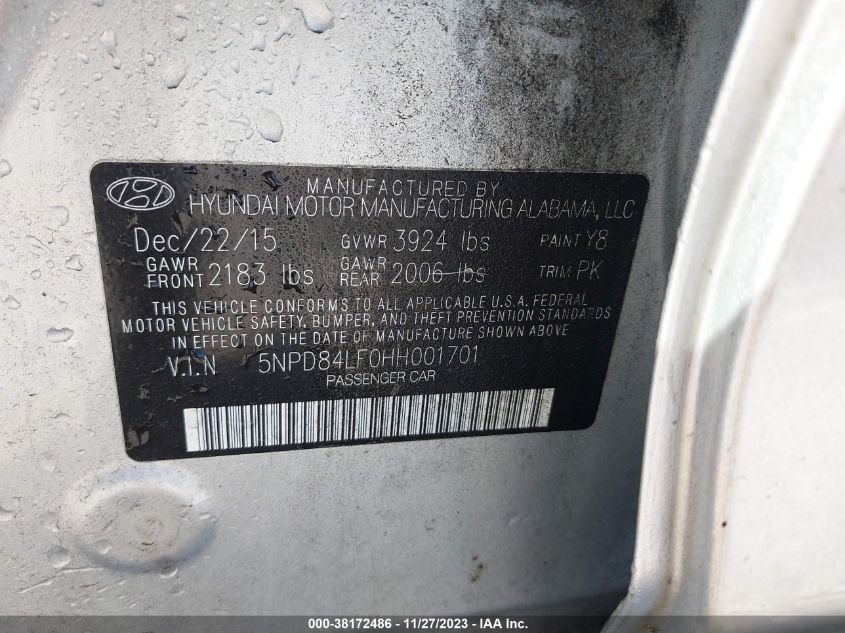 MANUFACTURED BY
HYUNDAI MOTOR MANUFACTURING ALABAMA, LLC
Dec/22/15 GVWR 3924 lbs PAINT Y8
GAWR FRONT 2183 lbs GAWR REAR 2006 lbs TRIM PK
THIS VEHICLE CONFORMS TO ALL APPLICABLE U.S.A. FEDERAL
MOTOR VEHICLE SAFETY, BUMPER, AND THEFT PREVENTION STANDARDS
IN EFFECT ON THE DATE OF MANUFACTURE SHOWN ABOVE.
V.I.N 5NPD84LF0HH001701
PASSENGER CAR
000-38172486 - 11/27/2023 - IAAI.com